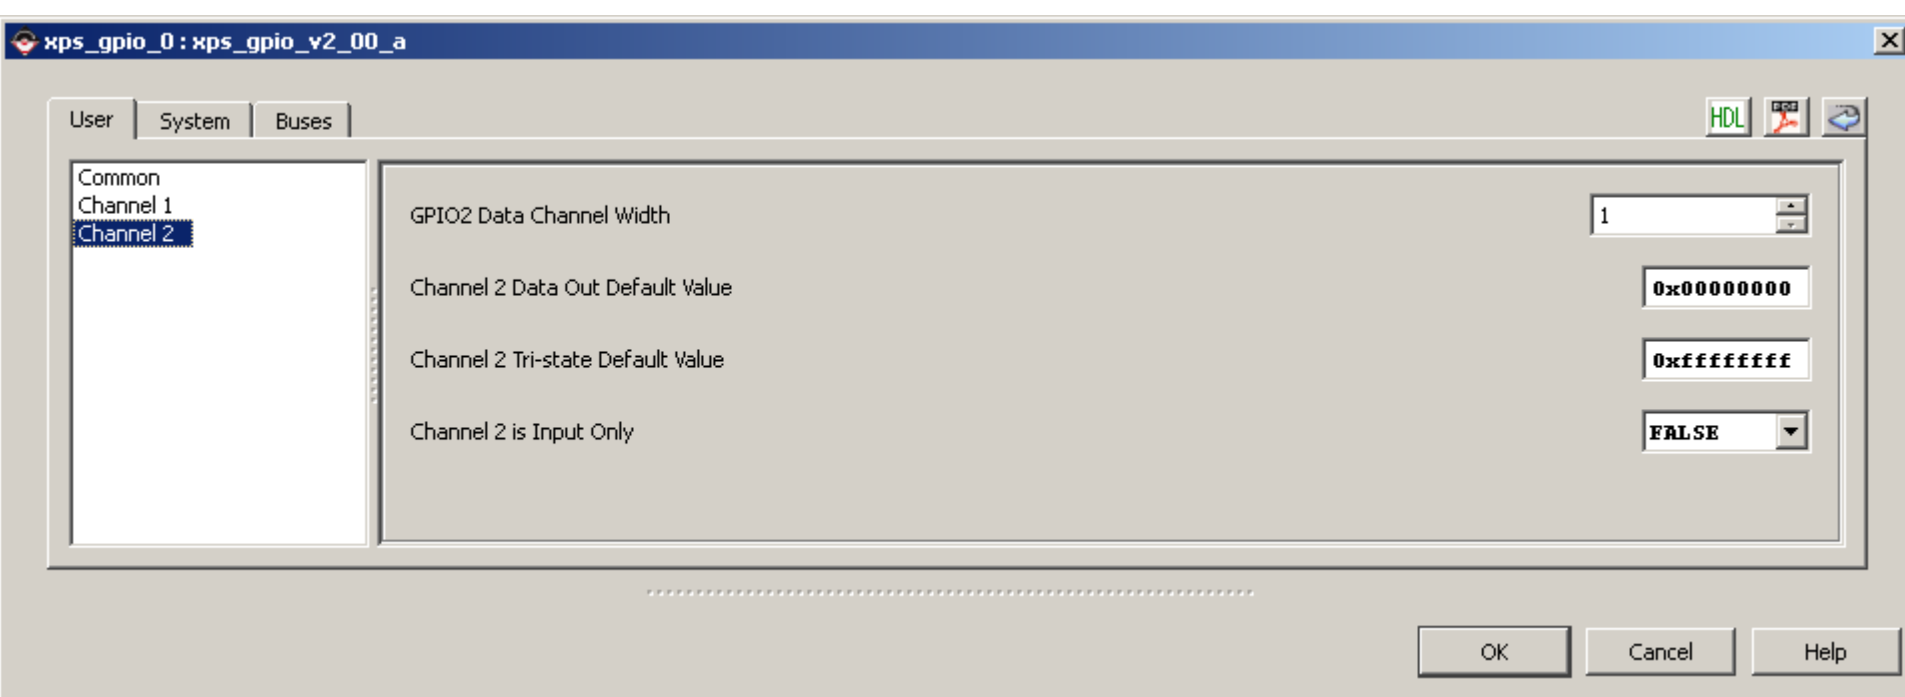 xps_gpio_0 : xps_gpio_v2_00_a
User System Buses
HDL PDF
Common
Channel 1
Channel 2
GPIO2 Data Channel Width 1
Channel 2 Data Out Default Value 0x00000000
Channel 2 Tri-state Default Value 0xffffffff
Channel 2 is Input Only FALSE
OK Cancel Help